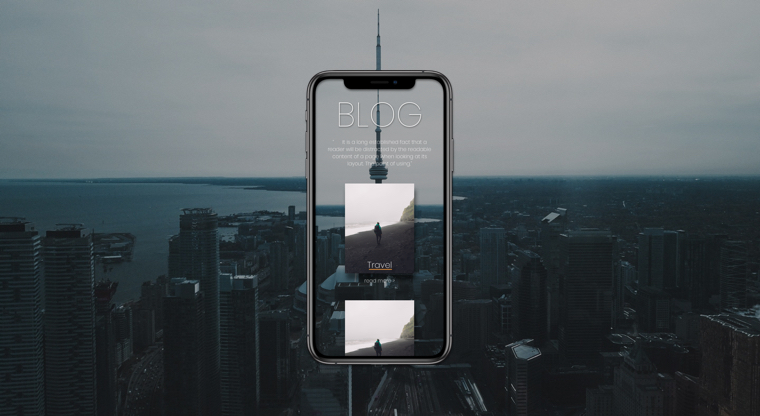 BLOG
" It is a long established fact that a
reader will be distracted by the readable
content of a page when looking at its
layout. The point of using
Travel
read more